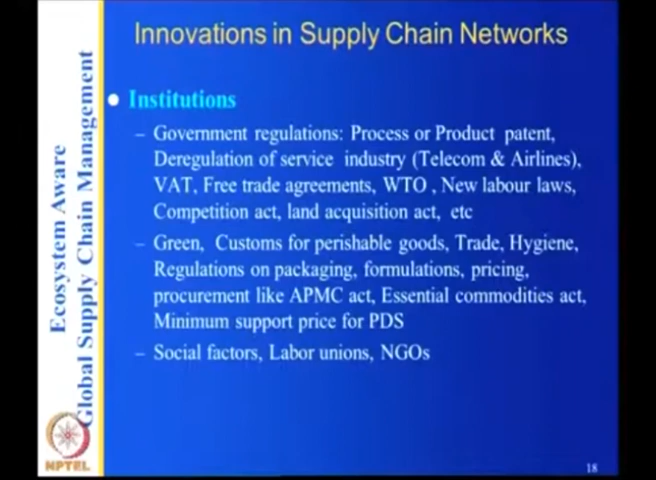 Innovations in Supply Chain Networks
Ecosystem Aware
Global Supply Chain Management
Institutions
– Government regulations: Process or Product patent,
Deregulation of service industry (Telecom & Airlines),
VAT, Free trade agreements, WTO , New labour laws,
Competition act, land acquisition act, etc
– Green, Customs for perishable goods, Trade, Hygiene,
Regulations on packaging, formulations, pricing,
procurement like APMC act, Essential commodities act,
Minimum support price for PDS
– Social factors, Labor unions, NGOs
NPTEL
18